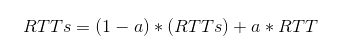 RTTs = (1 − a) ∗ (RTTs) + a ∗ RTT